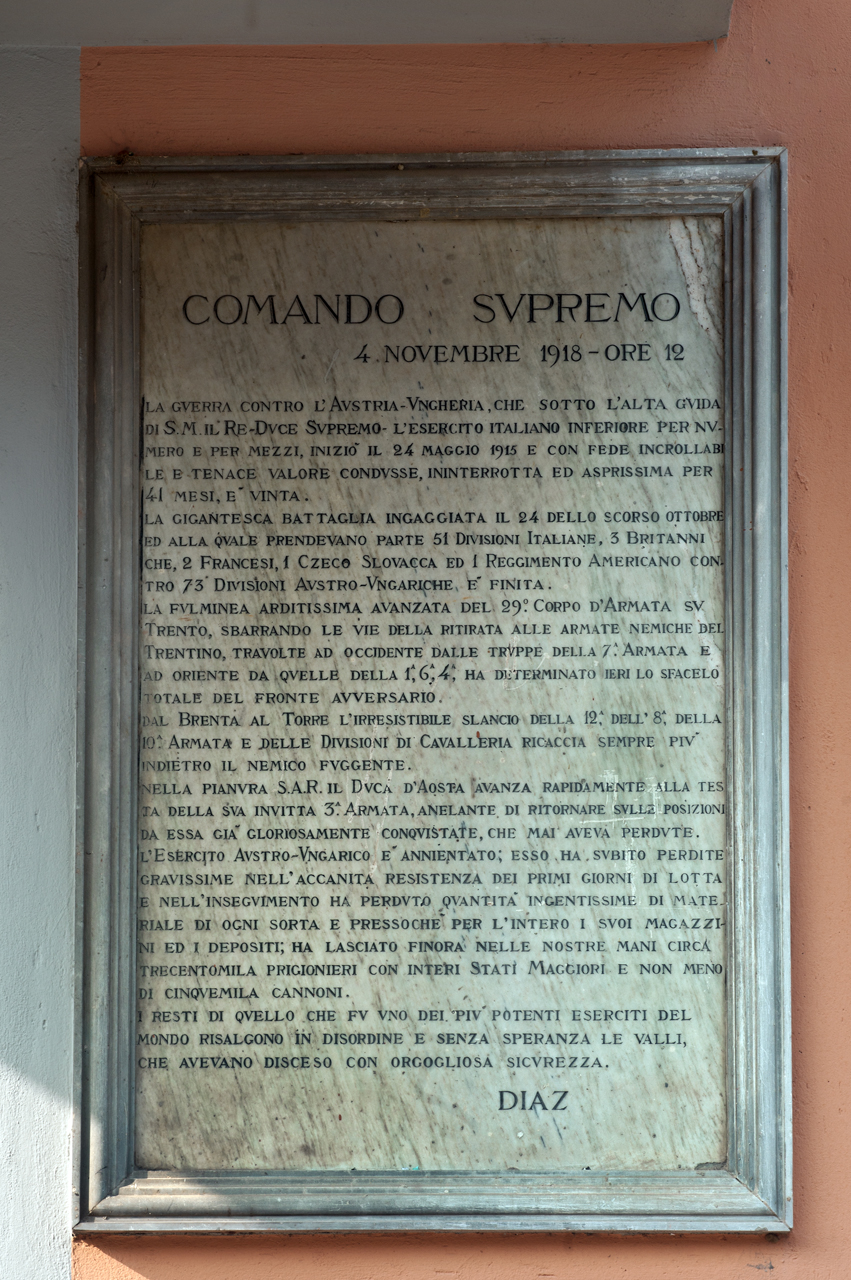 COMANDO SVPREMO
4 NOVEMBRE 1918 – ORE 12
LA GVERRA CONTRO L'AVSTRIA-VNGHERIA, CHE SOTTO L'ALTA GVIDA
DI S.M. IL RE-DVCE SVPREMO- L'ESERCITO ITALIANO INFERIORE PER NV-
MERO E PER MEZZI, INIZIÒ IL 24 MAGGIO 1915 E CON FEDE INCROLLABI
LE E TENACE VALORE CONDVSSE, ININTERROTTA ED ASPRISSIMA PER
41 MESI, E' VINTA.
LA GIGANTESCA BATTAGLIA INGAGGIATA IL 24 DELLO SCORSO OTTOBRE
ED ALLA QVALE PRENDEVANO PARTE 51 DIVISIONI ITALIANE, 3 BRITANNI
CHE, 2 FRANCESI, 1 CZECO SLOVACCA ED 1 REGGIMENTO AMERICANO CON-
TRO 73 DIVISIONI AVSTRO-VNGARICHE, E' FINITA.
LA FVLMINEA ARDITISSIMA AVANZATA DEL 29° CORPO D'ARMATA SV
TRENTO, SBARRANDO LE VIE DELLA RITIRATA ALLE ARMATE NEMICHE DEL
TRENTINO, TRAVOLTE AD OCCIDENTE DALLE TRVPPE DELLA 7ª ARMATA E
AD ORIENTE DA QVELLE DELLA 1ª, 6ª, 4ª, HA DETERMINATO IERI LO SFACELO
TOTALE DEL FRONTE AVVERSARIO.
DAL BRENTA AL TORRE L'IRRESISTIBILE SLANCIO DELLA 12ª, DELL' 8ª, DELLA
10ª ARMATA E DELLE DIVISIONI DI CAVALLERIA RICACCIA SEMPRE PIV'
INDIETRO IL NEMICO FVGGENTE.
NELLA PIANVRA S.A.R. IL DVCA D'AOSTA AVANZA RAPIDAMENTE ALLA TES
TA DELLA SVA INVITTA 3ª ARMATA, ANELANTE DI RITORNARE SVLLE POSIZIONI
DA ESSA GIA' GLORIOSAMENTE CONQVISTATE, CHE MAI AVEVA PERDVTE.
L'ESERCITO AVSTRO-VNGARICO E' ANNIENTATO; ESSO HA SVBITO PERDITE
GRAVISSIME NELL'ACCANITA RESISTENZA DEI PRIMI GIORNI DI LOTTA
E NELL'INSEGVIMENTO HA PERDVTO QVANTITA' INGENTISSIME DI MATE-
RIALE DI OGNI SORTA E PRESSOCHE' PER L'INTERO I SVOI MAGAZZI-
NI ED I DEPOSITI; HA LASCIATO FINORA NELLE NOSTRE MANI CIRCA
TRECENTOMILA PRIGIONIERI CON INTERI STATI MAGGIORI E NON MENO
DI CINQVEMILA CANNONI.
I RESTI DI QVELLO CHE FV VNO DEI PIV' POTENTI ESERCITI DEL
MONDO RISALGONO IN DISORDINE E SENZA SPERANZA LE VALLI,
CHE AVEVANO DISCESO CON ORGOGLIOSA SICVREZZA.
DIAZ